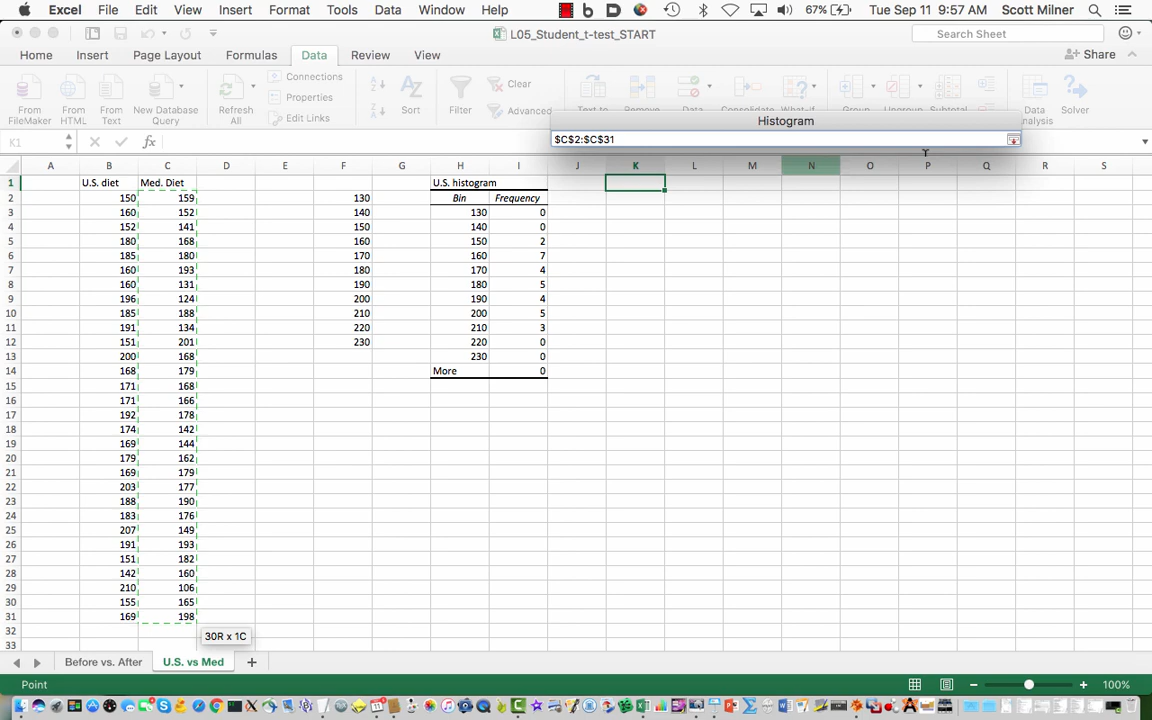 Excel File Edit View Insert Format Tools Data Window Help 67% Tue Sep 11 9:57 AM Scott Milner
L05_Student_t-test_START Search Sheet
Home Insert Page Layout Formulas Data Review View Share
Connections Clear
Properties
Edit Links Advanced
From FileMaker From HTML From Text New Database Query Refresh All Sort Filter Text to Remove Data Consolidate What-If Group Ungroup Subtotal Data Analysis Solver
Histogram
K1 fx $C$2:$C$31
A B C D E F G H I J K L M N O P Q R S
1 U.S. diet Med. Diet U.S. histogram
2 150 159 130 Bin Frequency
3 160 152 140 130 0
4 152 141 150 140 0
5 180 168 160 150 2
6 185 180 170 160 7
7 160 193 180 170 4
8 160 131 190 180 5
9 196 124 200 190 4
10 185 188 210 200 5
11 191 134 220 210 3
12 151 201 230 220 0
13 200 168 230 0
14 168 179 More 0
15 171 168
16 171 166
17 192 178
18 174 142
19 169 144
20 179 162
21 169 179
22 203 177
23 188 190
24 183 176
25 207 149
26 191 193
27 151 182
28 142 160
29 210 106
30 155 165
31 169 198
32 30R x 1C
33
Before vs. After U.S. vs Med +
Point 100%